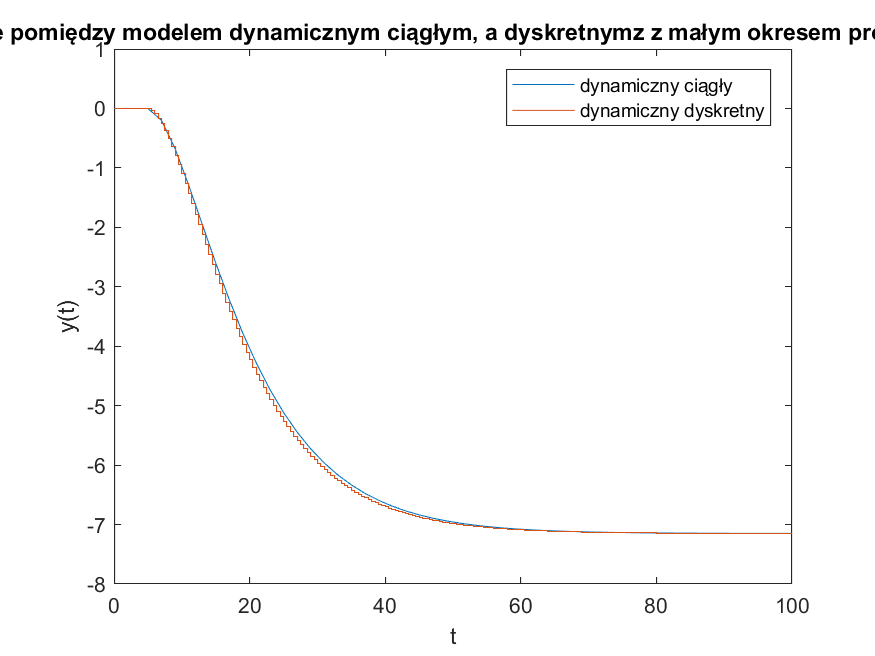 e pomiędzy modelem dynamicznym ciągłym, a dyskretnymz z małym okresem pr
dynamiczny ciągły
dynamiczny dyskretny
1
0
-1
-2
-3
-4
-5
-6
-7
-8
y(t)
0 20 40 60 80 100
t